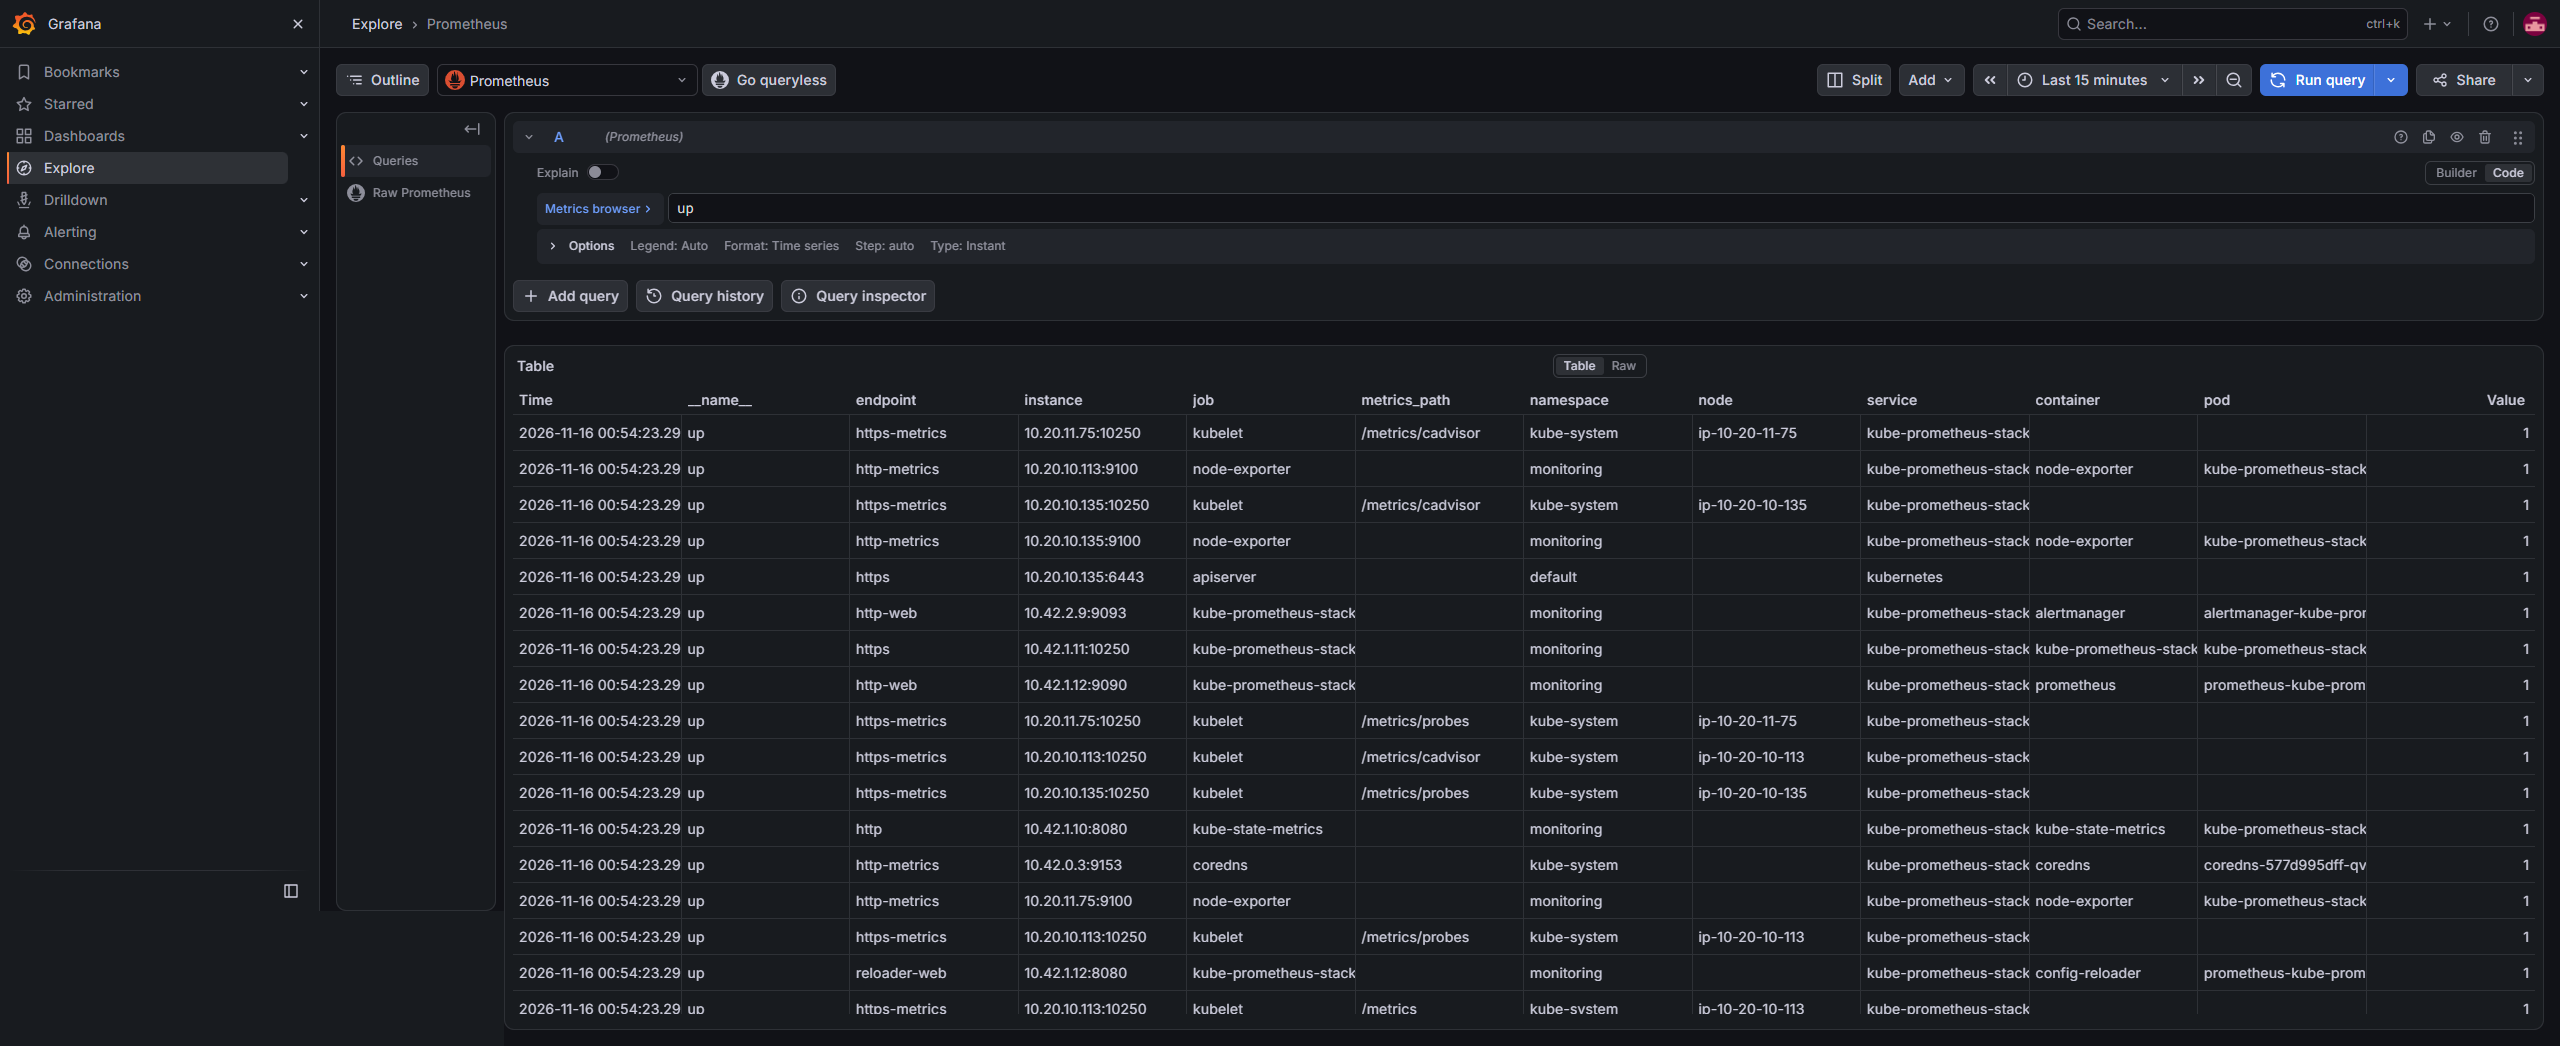 Grafana
Explore › Prometheus
Search... ctrl+k
Bookmarks
Starred
Dashboards
Explore
Drilldown
Alerting
Connections
Administration
Outline Prometheus Go queryless Split Add Last 15 minutes Run query Share
Queries
Raw Prometheus
A (Prometheus)
Explain Builder Code
Metrics browser > up
Options Legend: Auto Format: Time series Step: auto Type: Instant
Add query Query history Query inspector
Table Table Raw
Time __name__ endpoint instance job metrics_path namespace node service container pod Value
2026-11-16 00:54:23.29 up https-metrics 10.20.11.75:10250 kubelet /metrics/cadvisor kube-system ip-10-20-11-75 kube-prometheus-stack 1
2026-11-16 00:54:23.29 up http-metrics 10.20.10.113:9100 node-exporter monitoring kube-prometheus-stack node-exporter kube-prometheus-stack 1
2026-11-16 00:54:23.29 up https-metrics 10.20.10.135:10250 kubelet /metrics/cadvisor kube-system ip-10-20-10-135 kube-prometheus-stack 1
2026-11-16 00:54:23.29 up http-metrics 10.20.10.135:9100 node-exporter monitoring kube-prometheus-stack node-exporter kube-prometheus-stack 1
2026-11-16 00:54:23.29 up https 10.20.10.135:6443 apiserver default kubernetes 1
2026-11-16 00:54:23.29 up http-web 10.42.2.9:9093 kube-prometheus-stack monitoring kube-prometheus-stack alertmanager alertmanager-kube-pror 1
2026-11-16 00:54:23.29 up https 10.42.1.11:10250 kube-prometheus-stack monitoring kube-prometheus-stack kube-prometheus-stack kube-prometheus-stack 1
2026-11-16 00:54:23.29 up http-web 10.42.1.12:9090 kube-prometheus-stack monitoring kube-prometheus-stack prometheus prometheus-kube-prom 1
2026-11-16 00:54:23.29 up https-metrics 10.20.11.75:10250 kubelet /metrics/probes kube-system ip-10-20-11-75 kube-prometheus-stack 1
2026-11-16 00:54:23.29 up https-metrics 10.20.10.113:10250 kubelet /metrics/cadvisor kube-system ip-10-20-10-113 kube-prometheus-stack 1
2026-11-16 00:54:23.29 up https-metrics 10.20.10.135:10250 kubelet /metrics/probes kube-system ip-10-20-10-135 kube-prometheus-stack 1
2026-11-16 00:54:23.29 up http 10.42.1.10:8080 kube-state-metrics monitoring kube-prometheus-stack kube-state-metrics kube-prometheus-stack 1
2026-11-16 00:54:23.29 up http-metrics 10.42.0.3:9153 coredns kube-system kube-prometheus-stack coredns coredns-577d995dff-qv 1
2026-11-16 00:54:23.29 up http-metrics 10.20.11.75:9100 node-exporter monitoring kube-prometheus-stack node-exporter kube-prometheus-stack 1
2026-11-16 00:54:23.29 up https-metrics 10.20.10.113:10250 kubelet /metrics/probes kube-system ip-10-20-10-113 kube-prometheus-stack 1
2026-11-16 00:54:23.29 up reloader-web 10.42.1.12:8080 kube-prometheus-stack monitoring kube-prometheus-stack config-reloader prometheus-kube-prom 1
2026-11-16 00:54:23.29 up https-metrics 10.20.10.113:10250 kubelet /metrics kube-system ip-10-20-10-113 kube-prometheus-stack 1